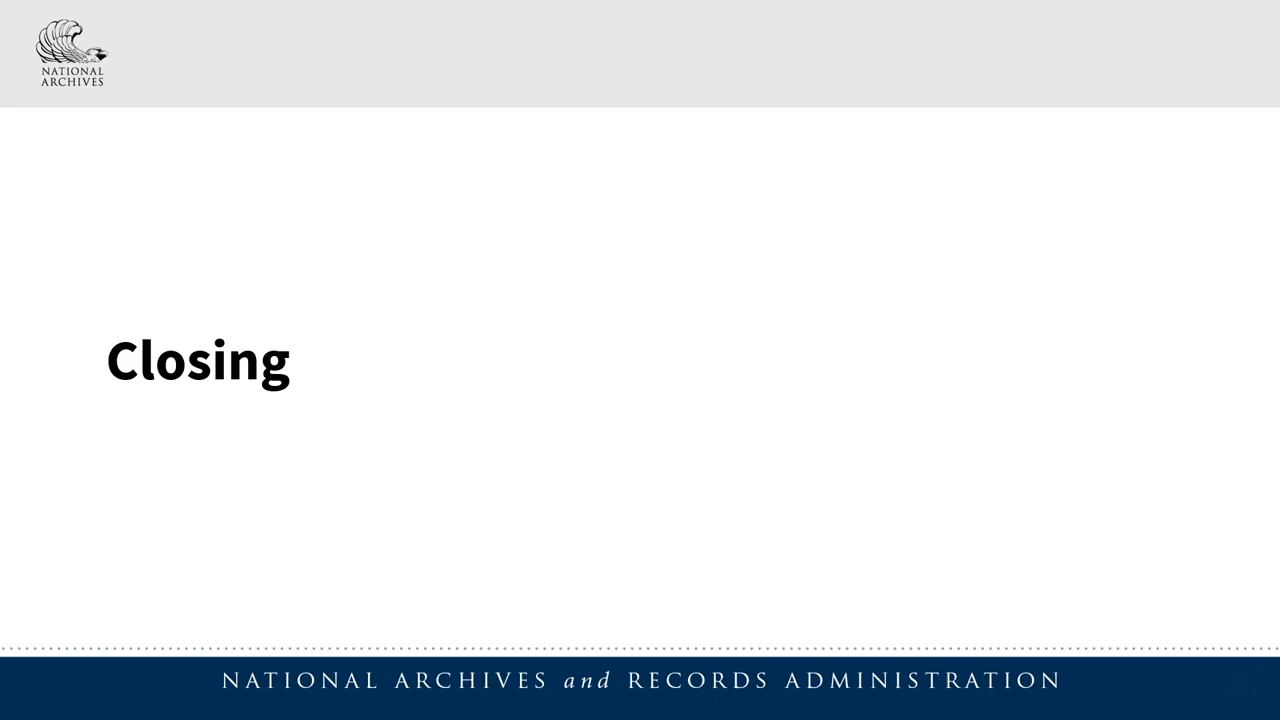 NATIONAL
ARCHIVES
Closing
NATIONAL ARCHIVES and RECORDS ADMINISTRATION